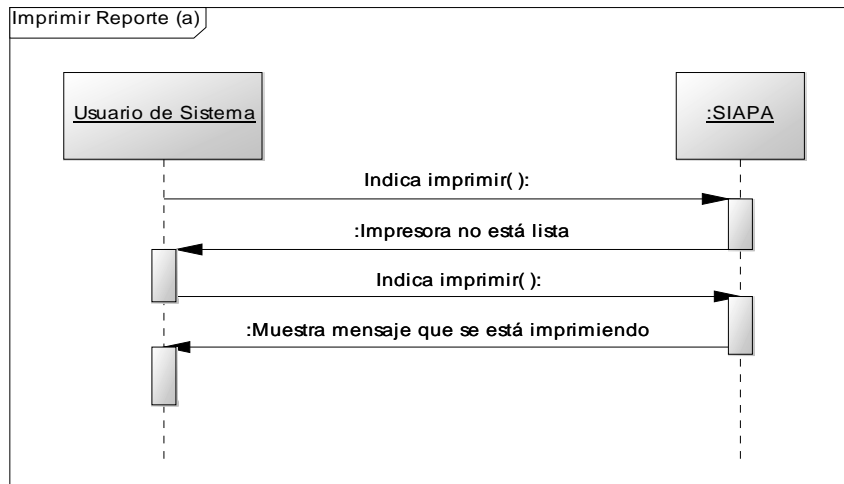 Imprimir Reporte (a)
Usuario de Sistema
:SIAPA
Indica imprimir( ):
:Impresora no está lista
Indica imprimir( ):
:Muestra mensaje que se está imprimiendo